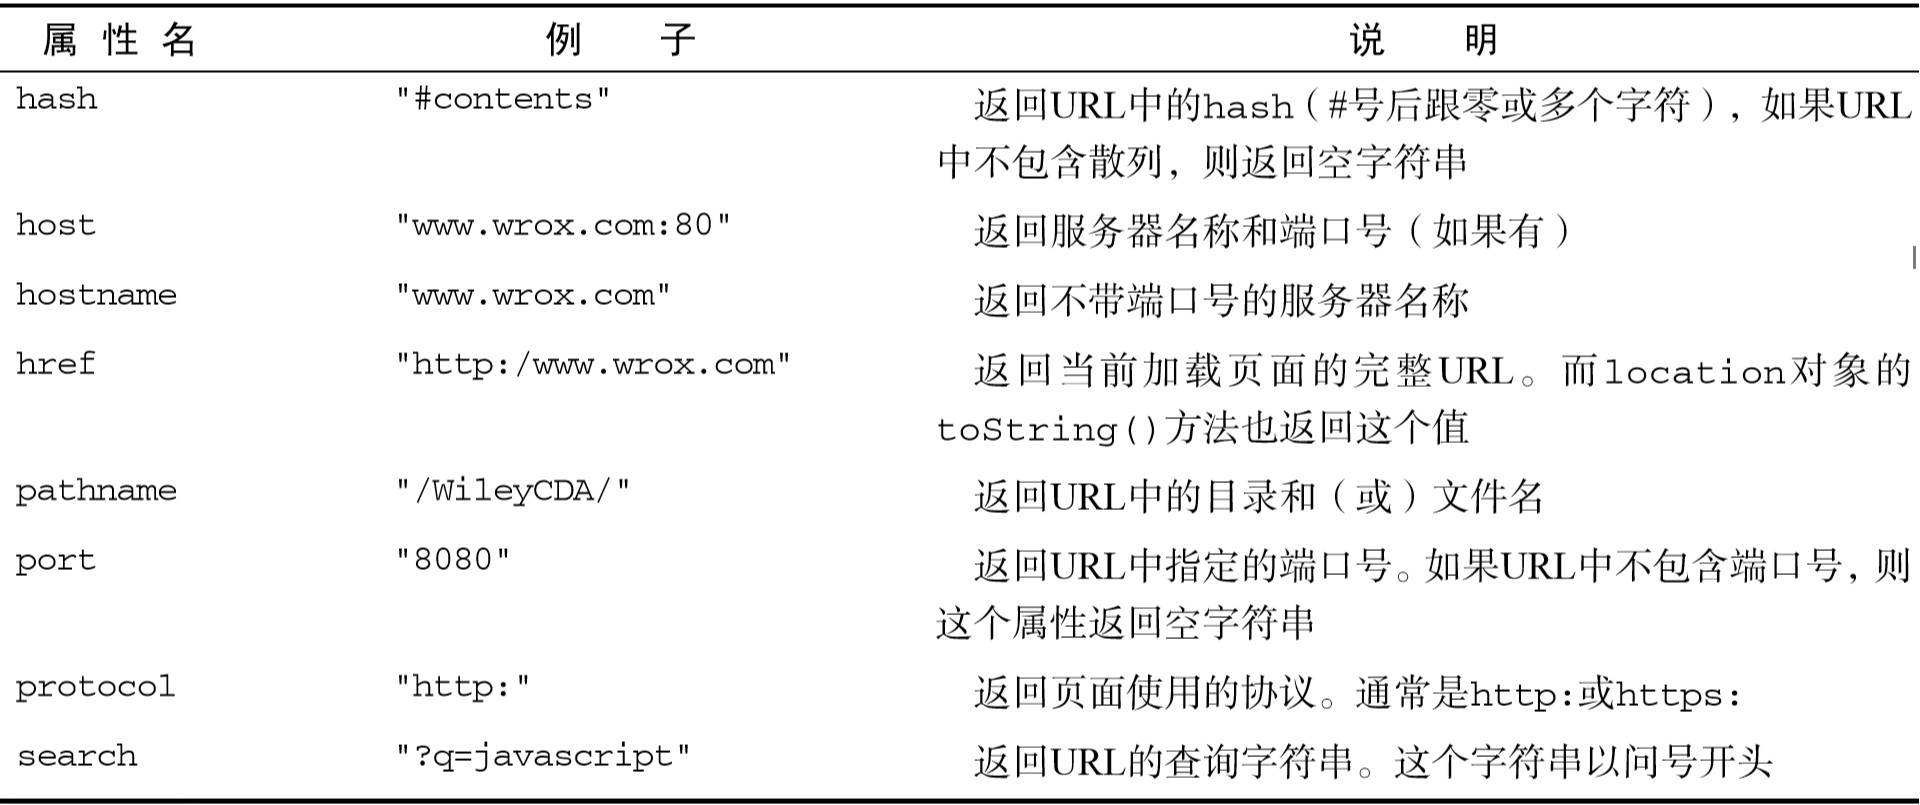 属性名 例子 说明
hash "#contents" 返回URL中的hash（#号后跟零或多个字符），如果URL
中不包含散列，则返回空字符串
host "www.wrox.com:80" 返回服务器名称和端口号（如果有）
hostname "www.wrox.com" 返回不带端口号的服务器名称
href "http:/www.wrox.com" 返回当前加载页面的完整URL。而location对象的
toString()方法也返回这个值
pathname "/WileyCDA/" 返回URL中的目录和（或）文件名
port "8080" 返回URL中指定的端口号。如果URL中不包含端口号，则
这个属性返回空字符串
protocol "http:" 返回页面使用的协议。通常是http:或https:
search "?q=javascript" 返回URL的查询字符串。这个字符串以问号开头